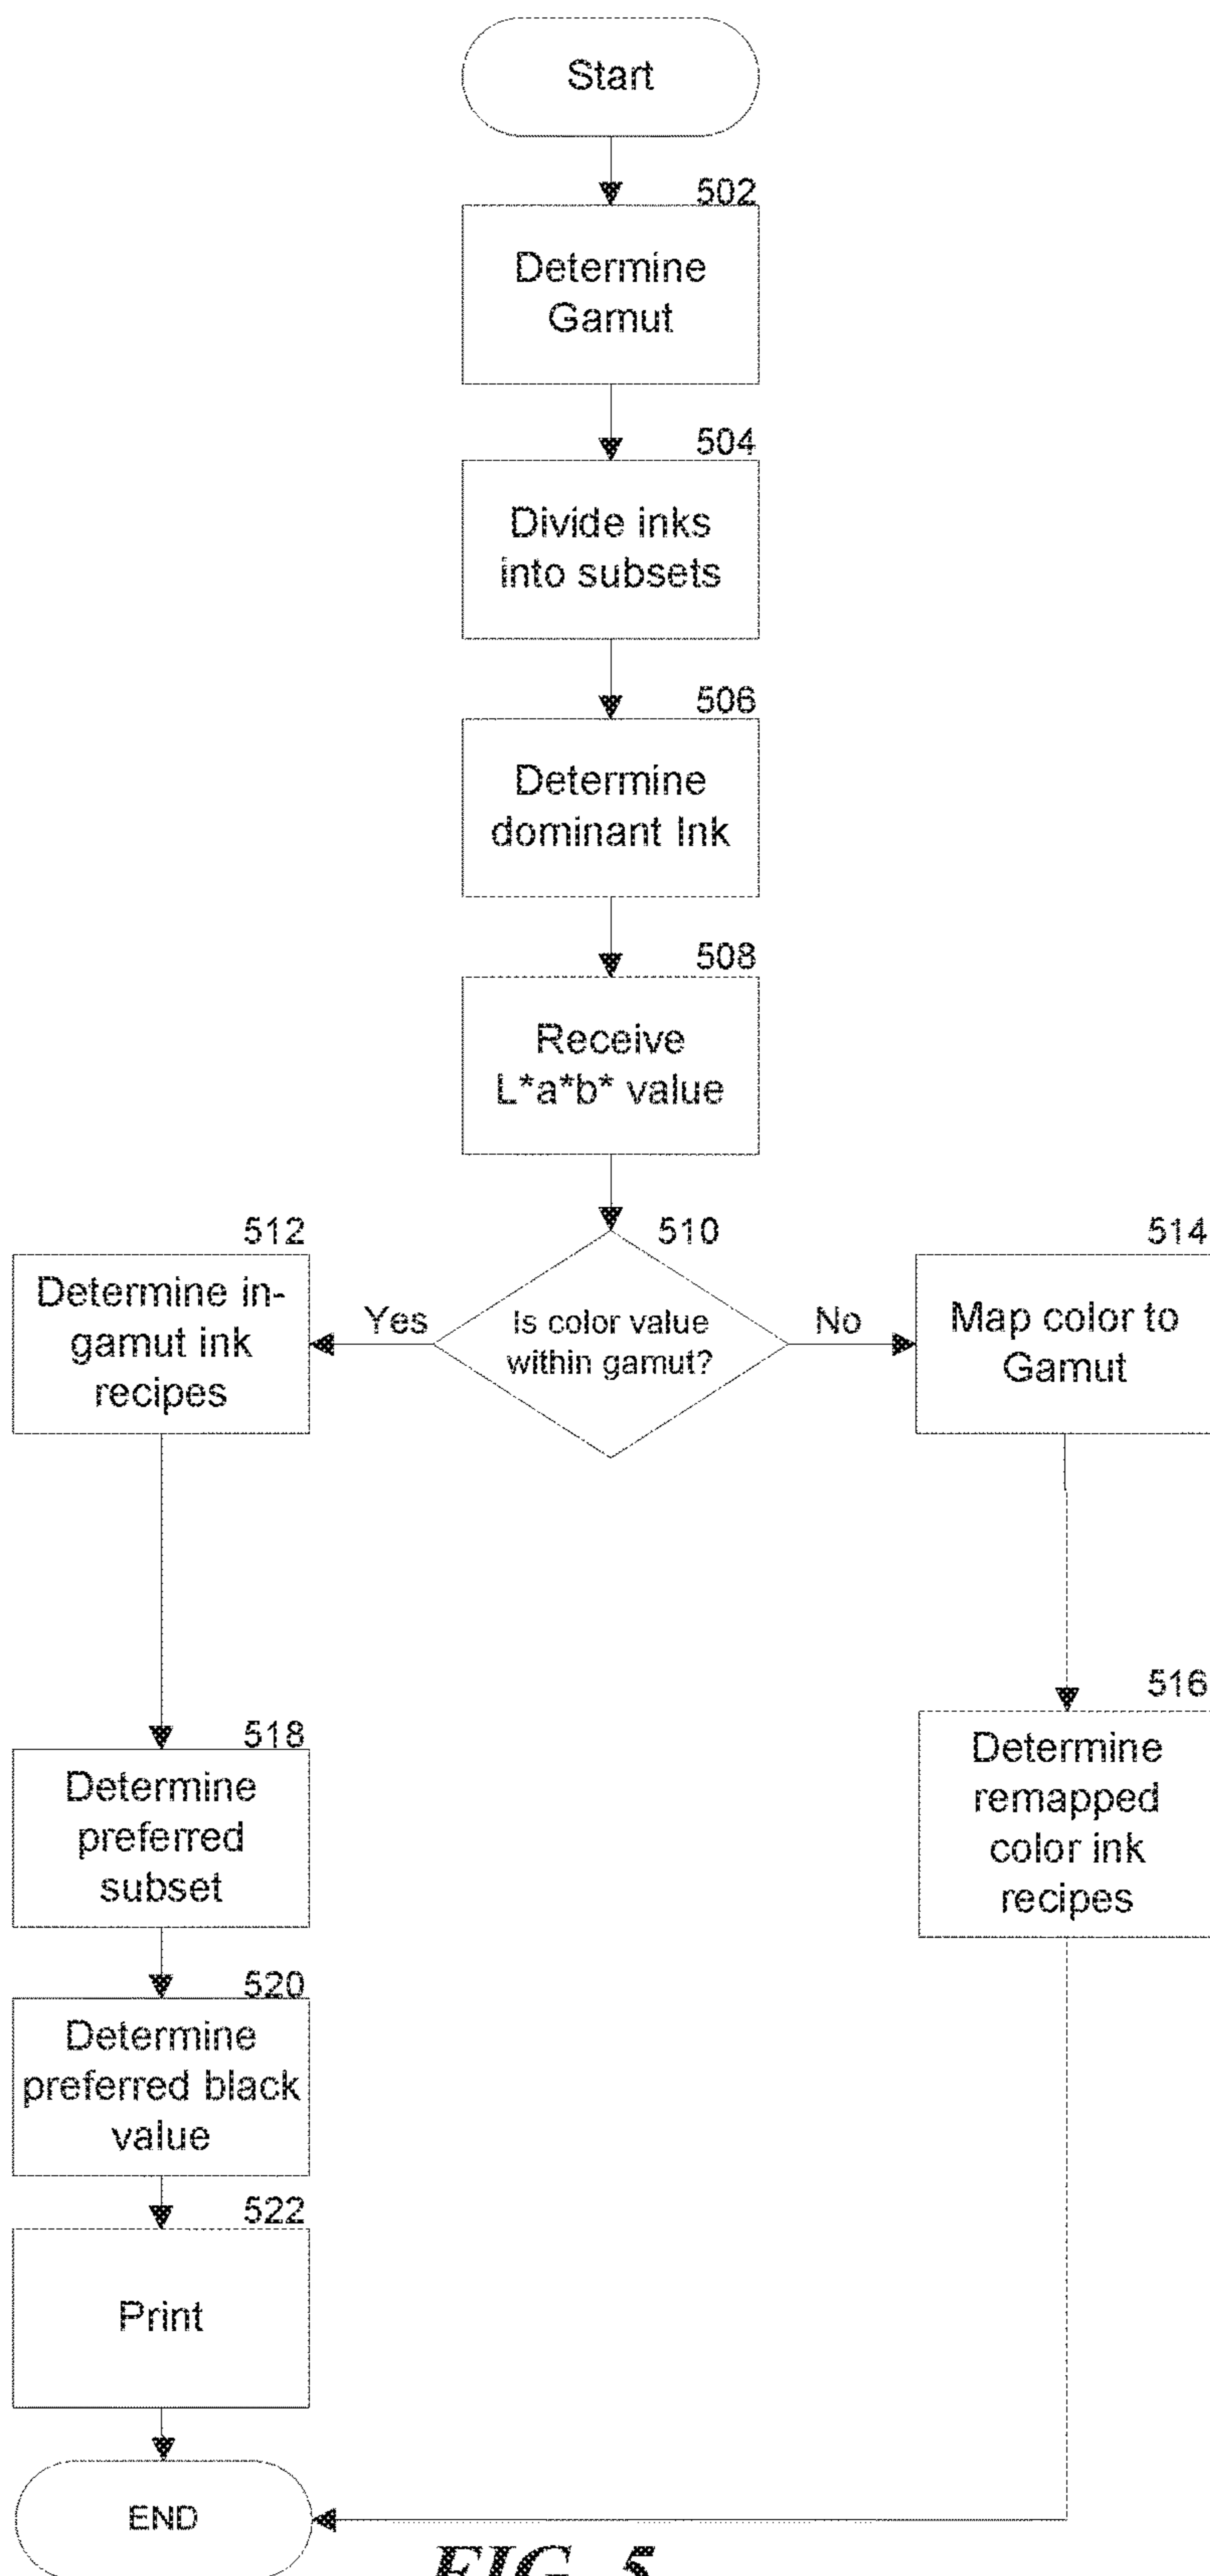 Start
502
Determine
Gamut
504
Divide inks
into subsets
506
Determine
dominant Ink
508
Receive
L*a*b* value
510
Is color value
within gamut?
Yes
No
512
Determine in-
gamut ink
recipes
514
Map color to
Gamut
516
Determine
remapped
color ink
recipes
518
Determine
preferred
subset
520
Determine
preferred black
value
522
Print
END
FIG. 5